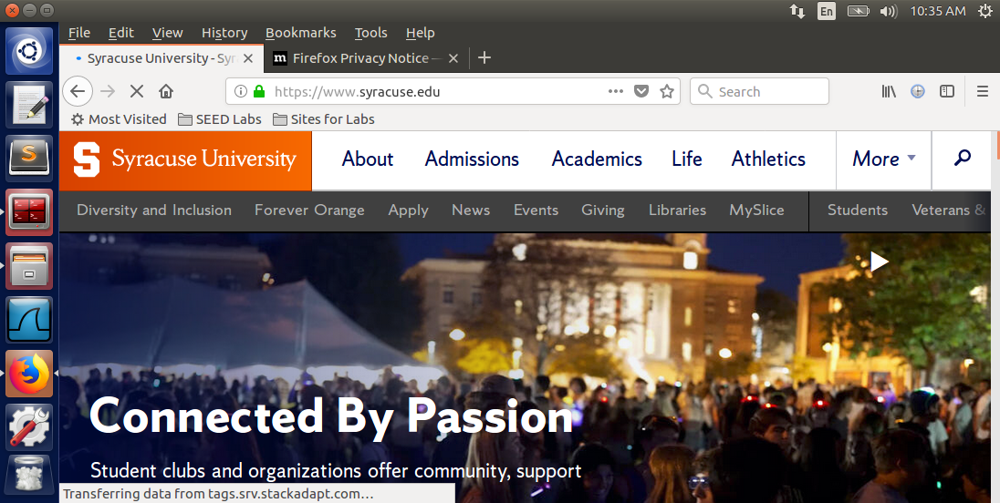 En
10:35 AM
File Edit View History Bookmarks Tools Help
Syracuse University - Syr
m Firefox Privacy Notice —
https://www.syracuse.edu
Search
Most Visited SEED Labs Sites for Labs
S Syracuse University
About Admissions Academics Life Athletics More
Diversity and Inclusion Forever Orange Apply News Events Giving Libraries MySlice Students Veterans &
Connected By Passion
Student clubs and organizations offer community, support
Transferring data from tags.srv.stackadapt.com...